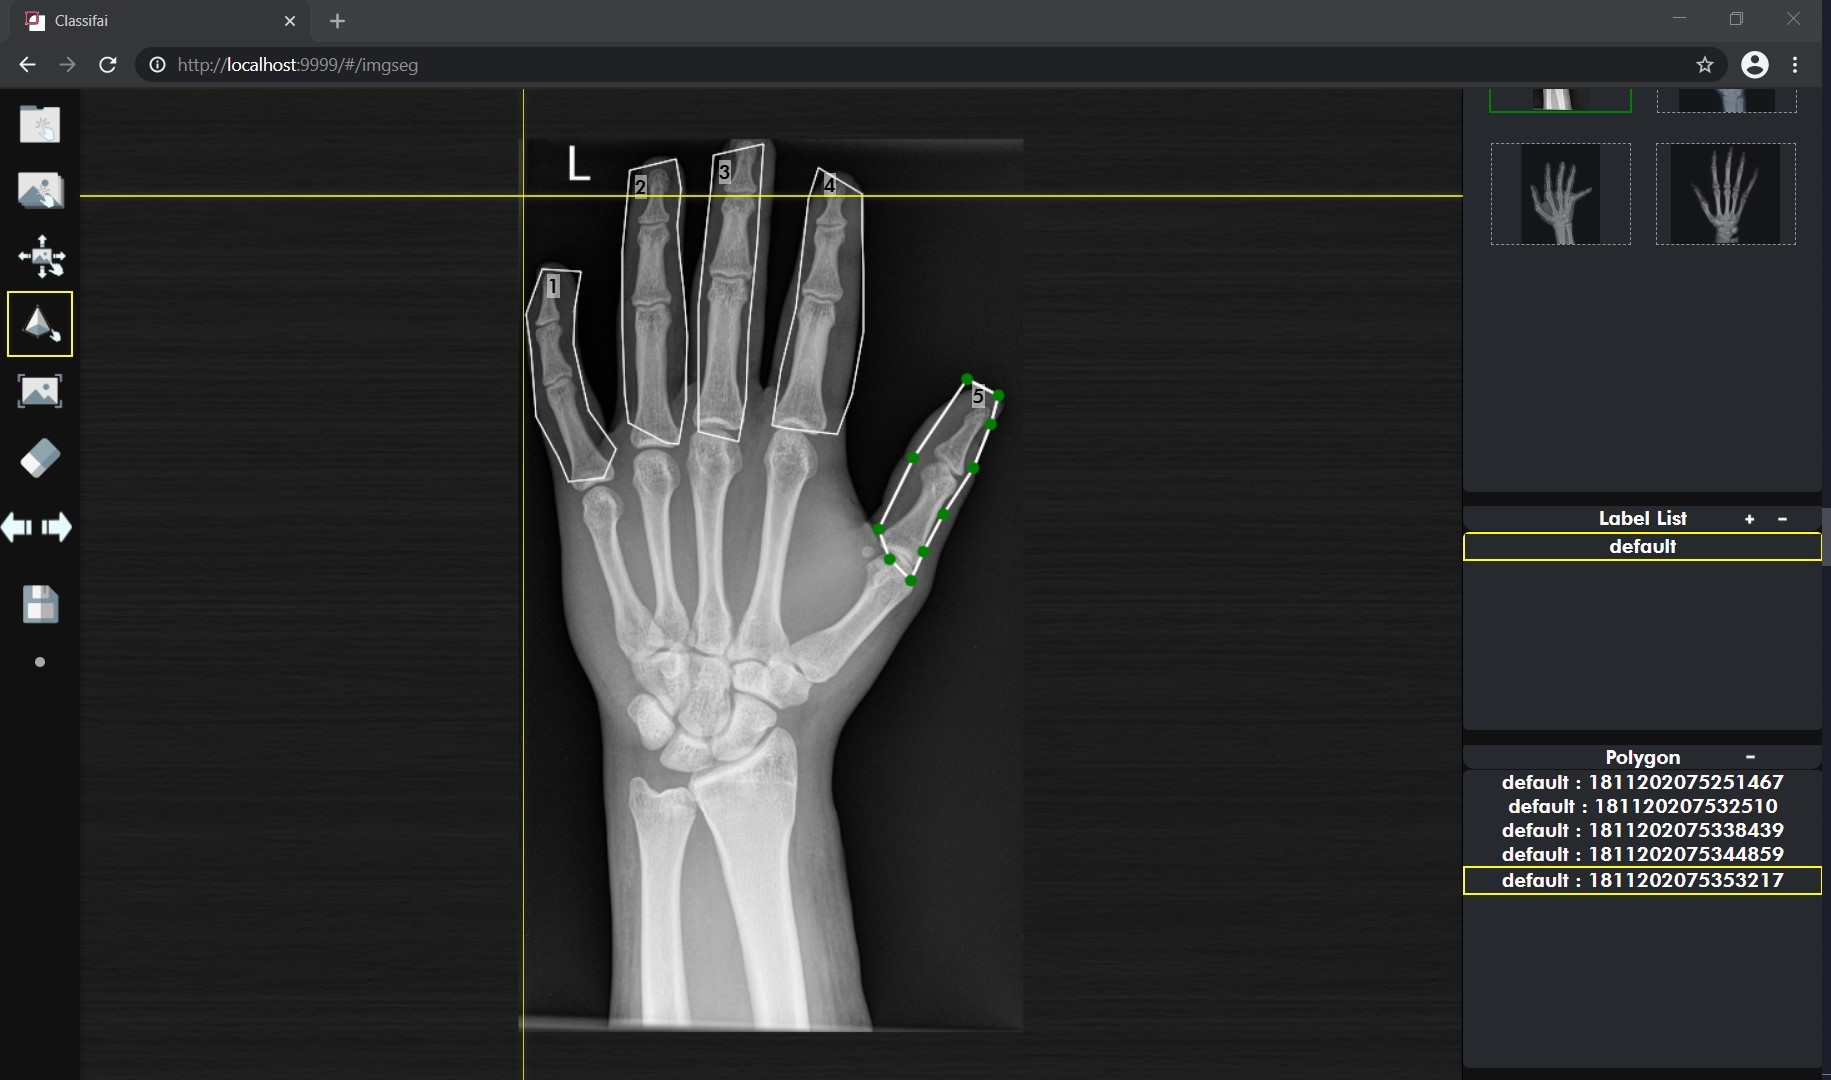 Classifai
http://localhost:9999/#/imgseg
L
1
2
3
4
5
Label List + -
default
Polygon -
default : 1811202075251467
default : 181120207532510
default : 1811202075338439
default : 1811202075344859
default : 1811202075353217